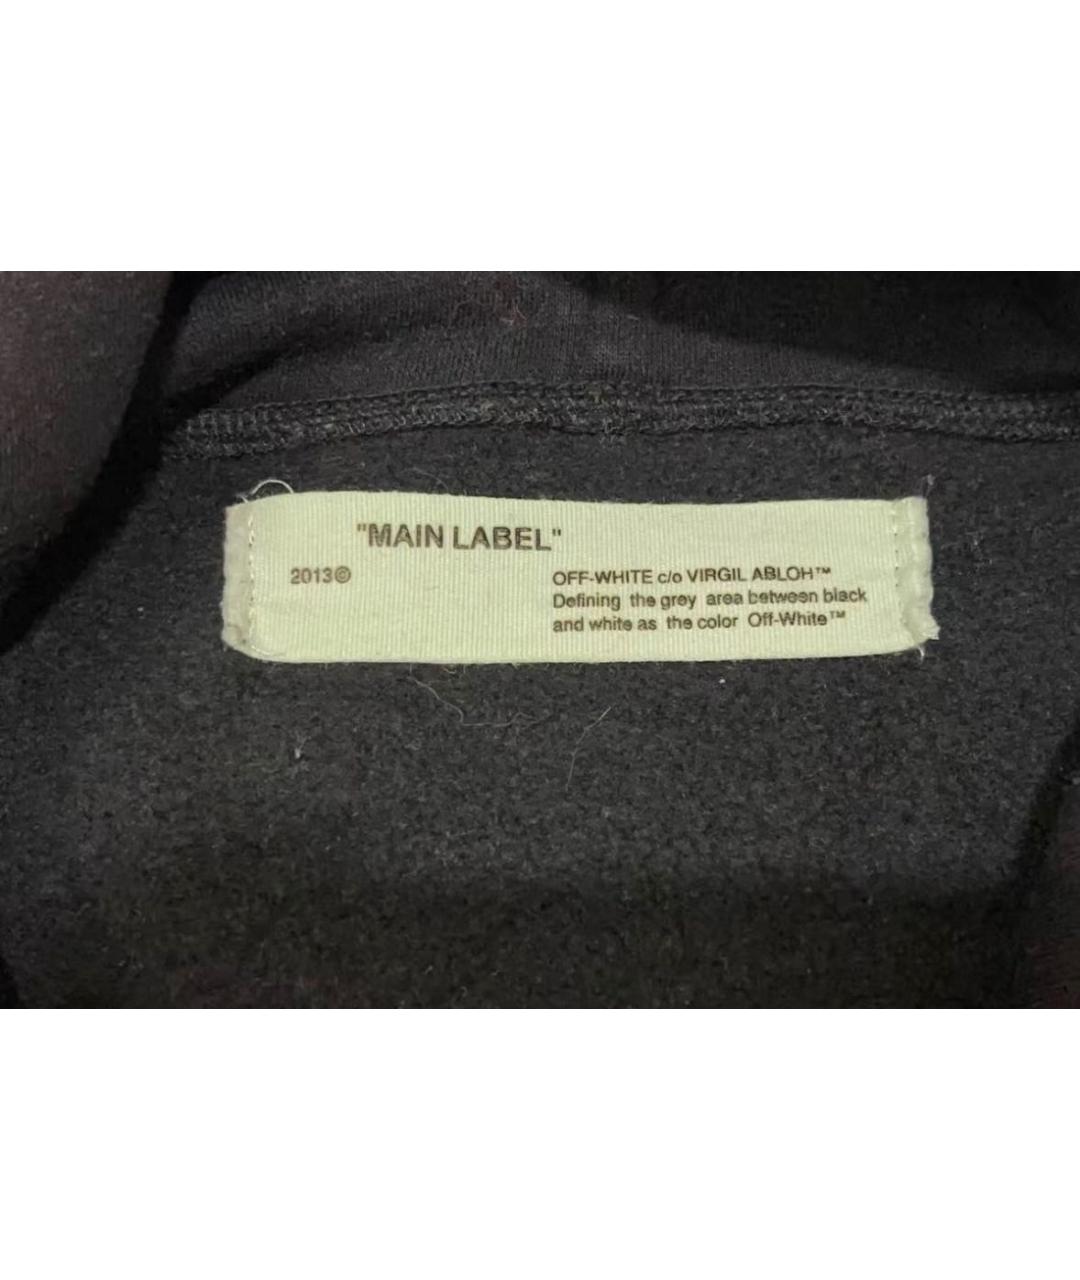 "MAIN LABEL"
2013©
OFF-WHITE c/o VIRGIL ABLOH™
Defining the grey area between black
and white as the color Off-White™